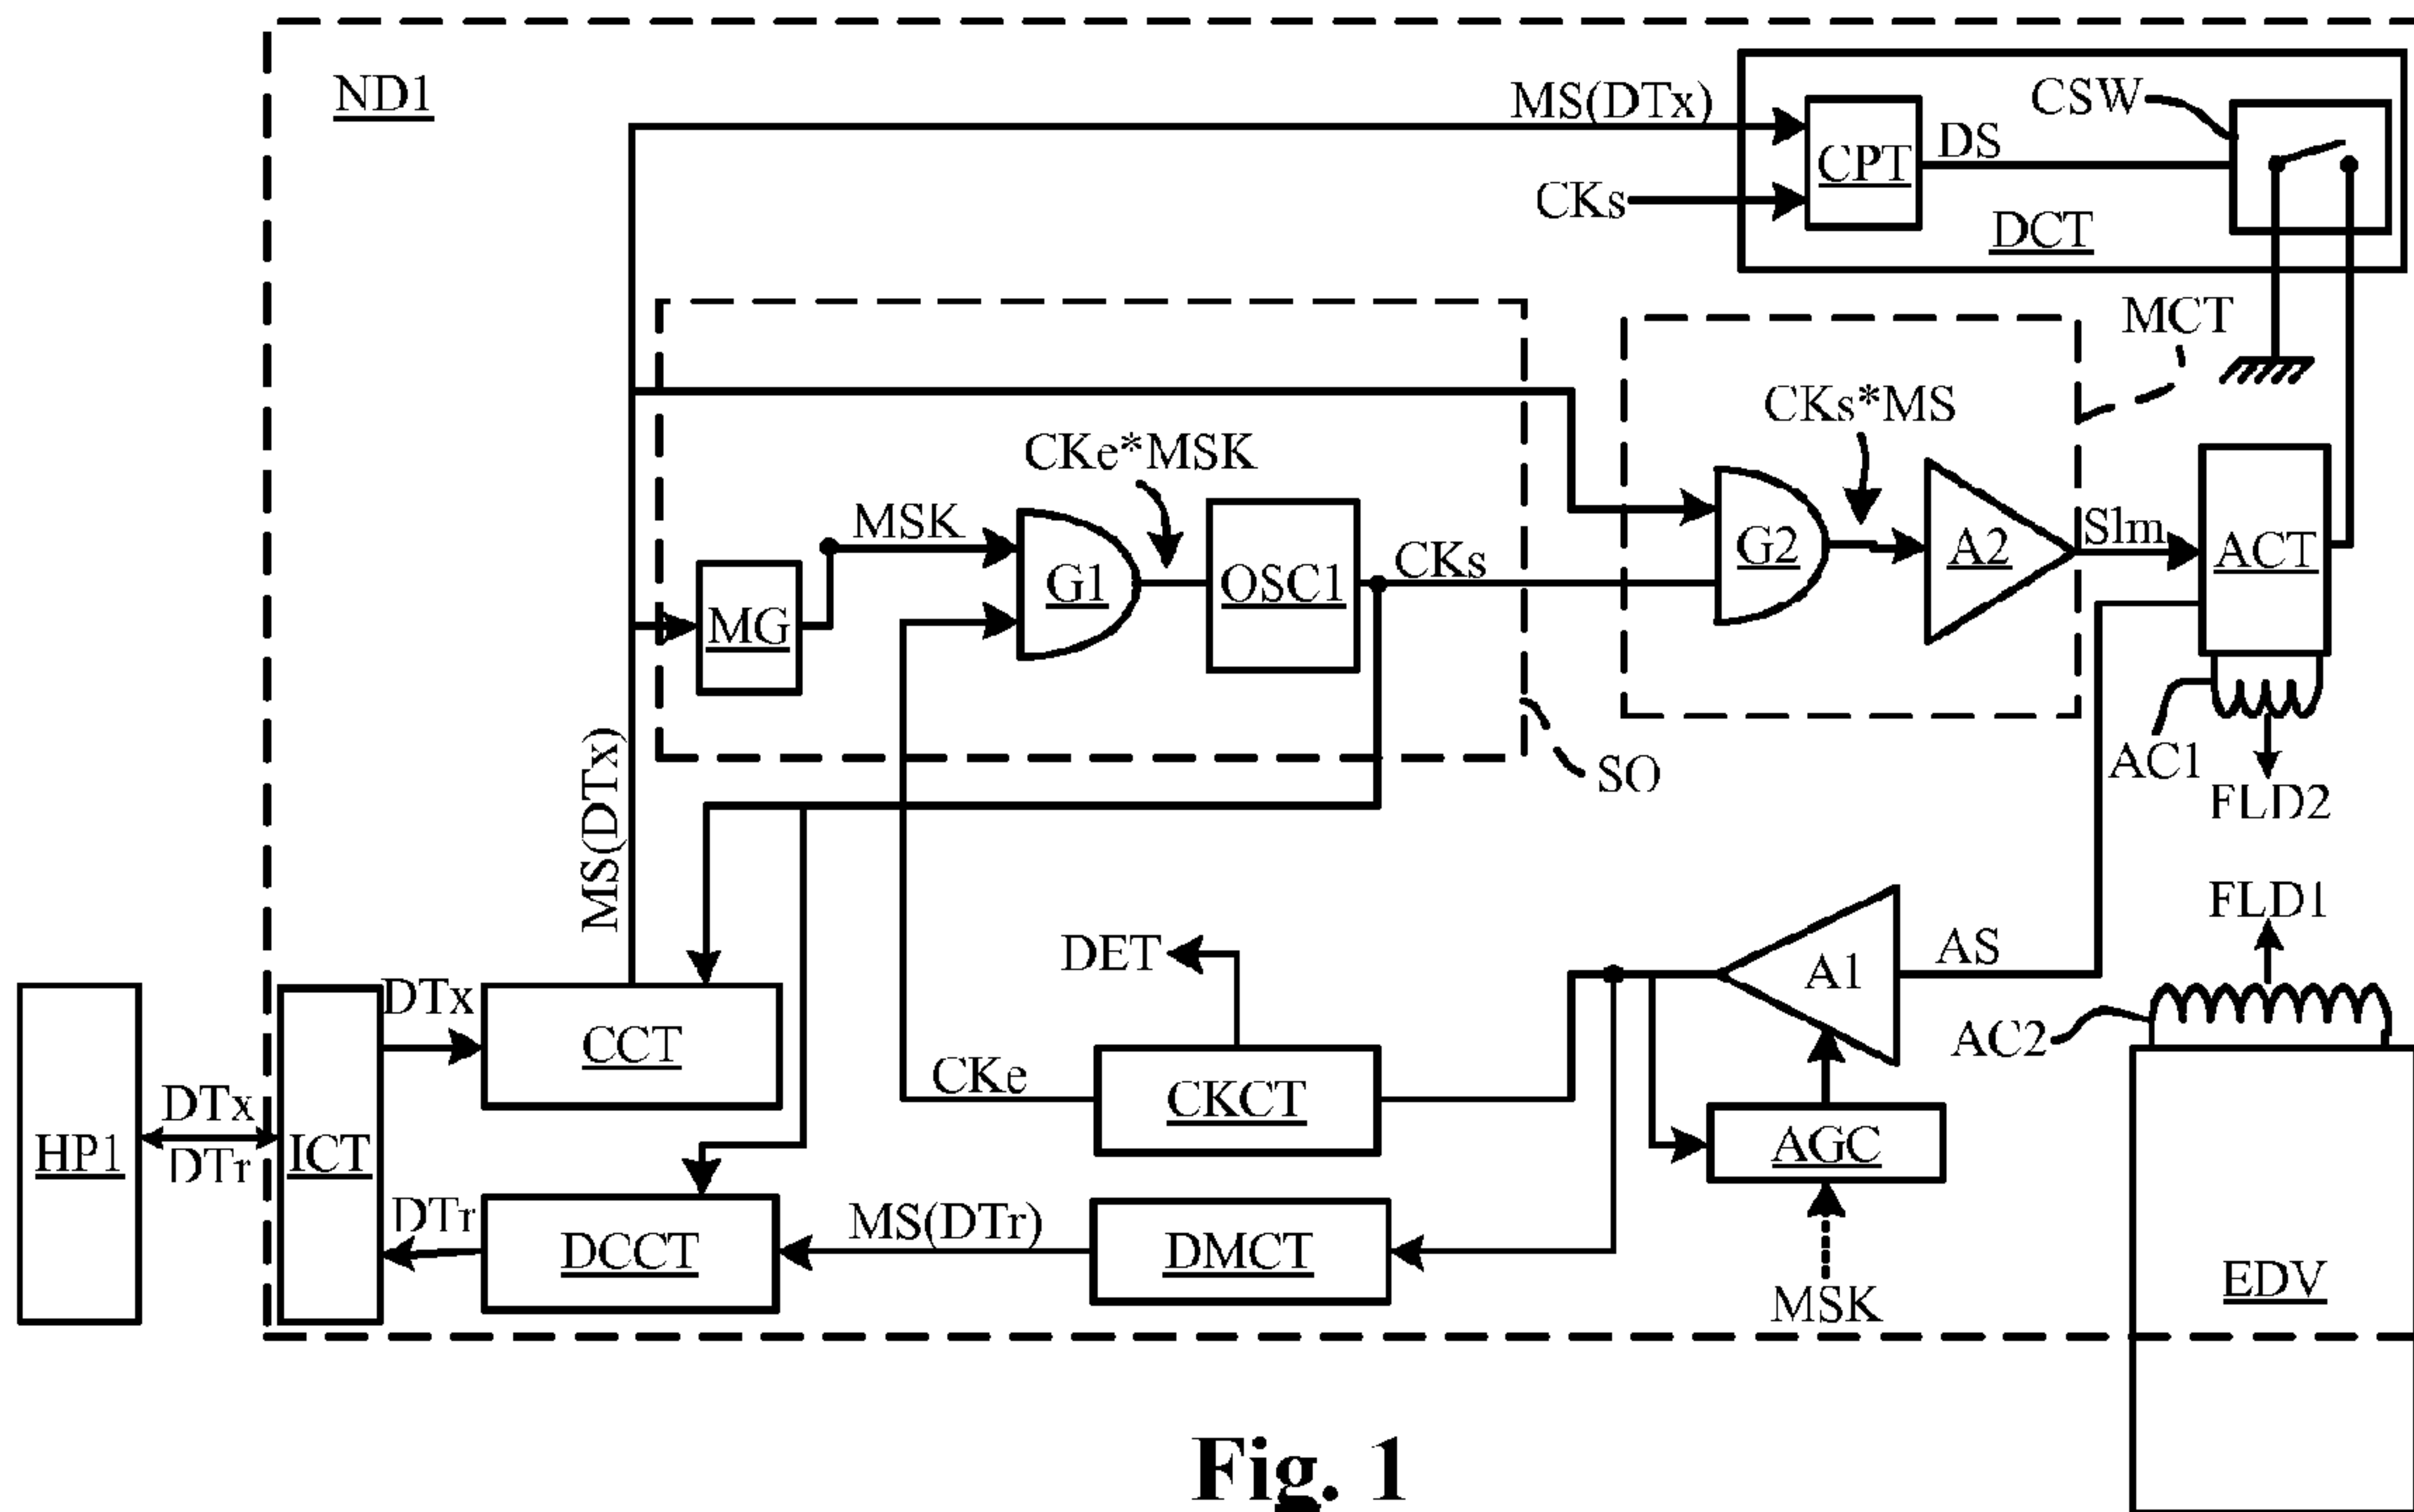 ND1
MS(DTx)
CSW
CPT
DS
CKs
DCT
MCT
CKs*MS
CKe*MSK
MSK
G1
OSC1
CKs
G2
A2
Slm
ACT
MG
MS(DTx)
SO
AC1
FLD2
FLD1
DET
A1
AS
AC2
DTx
CCT
CKe
CKCT
HP1
DTx
DTr
ICT
AGC
DTr
DCCT
MS(DTr)
DMCT
MSK
EDV
Fig. 1